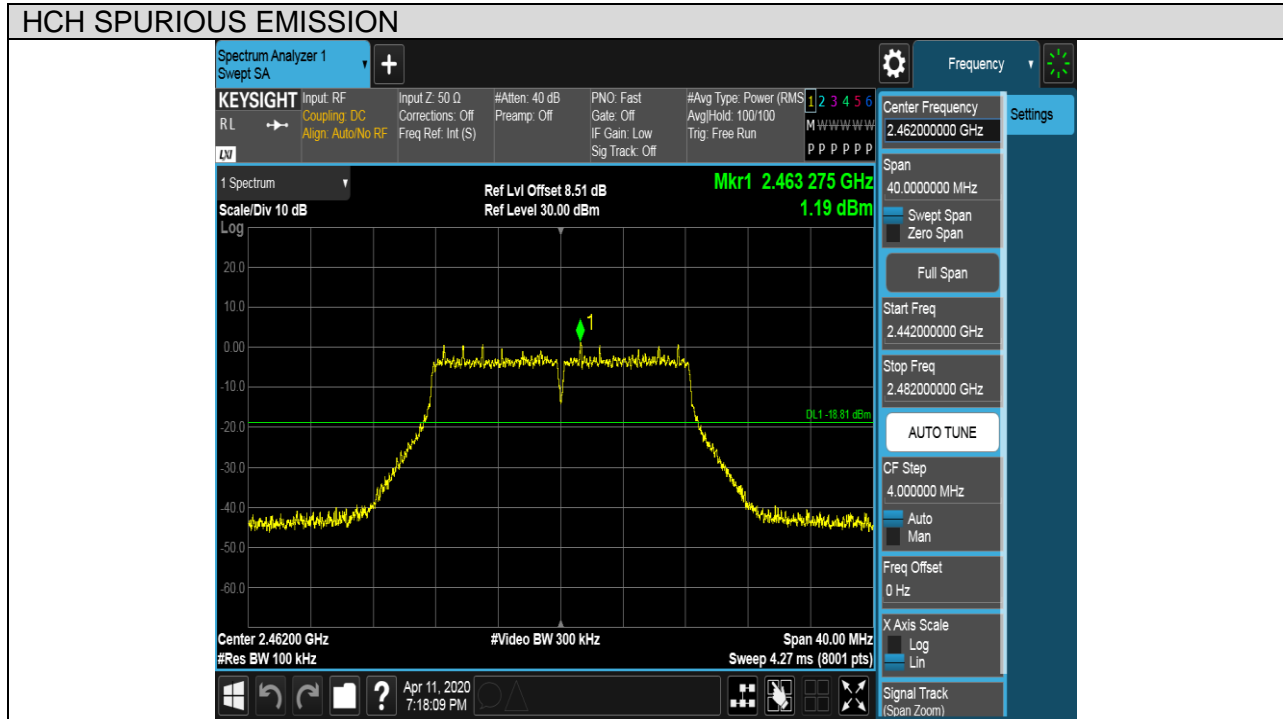 HCH SPURIOUS EMISSION
Spectrum Analyzer 1
Swept SA
+
Frequency
KEYSIGHT
RL
LXI
Input: RF
Coupling: DC
Align: Auto/No RF
Input Z: 50 Ω
Corrections: Off
Freq Ref: Int (S)
#Atten: 40 dB
Preamp: Off
PNO: Fast
Gate: Off
IF Gain: Low
Sig Track: Off
#Avg Type: Power (RMS
Avg|Hold: 100/100
Trig: Free Run
1 2 3 4 5 6
M W W W W W
P P P P P P
1 Spectrum
Scale/Div 10 dB
Ref Lvl Offset 8.51 dB
Ref Level 30.00 dBm
Mkr1 2.463 275 GHz
1.19 dBm
Log
20.0
10.0
0.00
-10.0
-20.0
-30.0
-40.0
-50.0
-60.0
1
DL1 -18.81 dBm
Center 2.46200 GHz
#Res BW 100 kHz
#Video BW 300 kHz
Span 40.00 MHz
Sweep 4.27 ms (8001 pts)
?
Apr 11, 2020
7:18:09 PM
Center Frequency
2.462000000 GHz
Span
40.0000000 MHz
Swept Span
Zero Span
Full Span
Start Freq
2.442000000 GHz
Stop Freq
2.482000000 GHz
AUTO TUNE
CF Step
4.000000 MHz
Auto
Man
Freq Offset
0 Hz
X Axis Scale
Log
Lin
Signal Track
(Span Zoom)
Settings